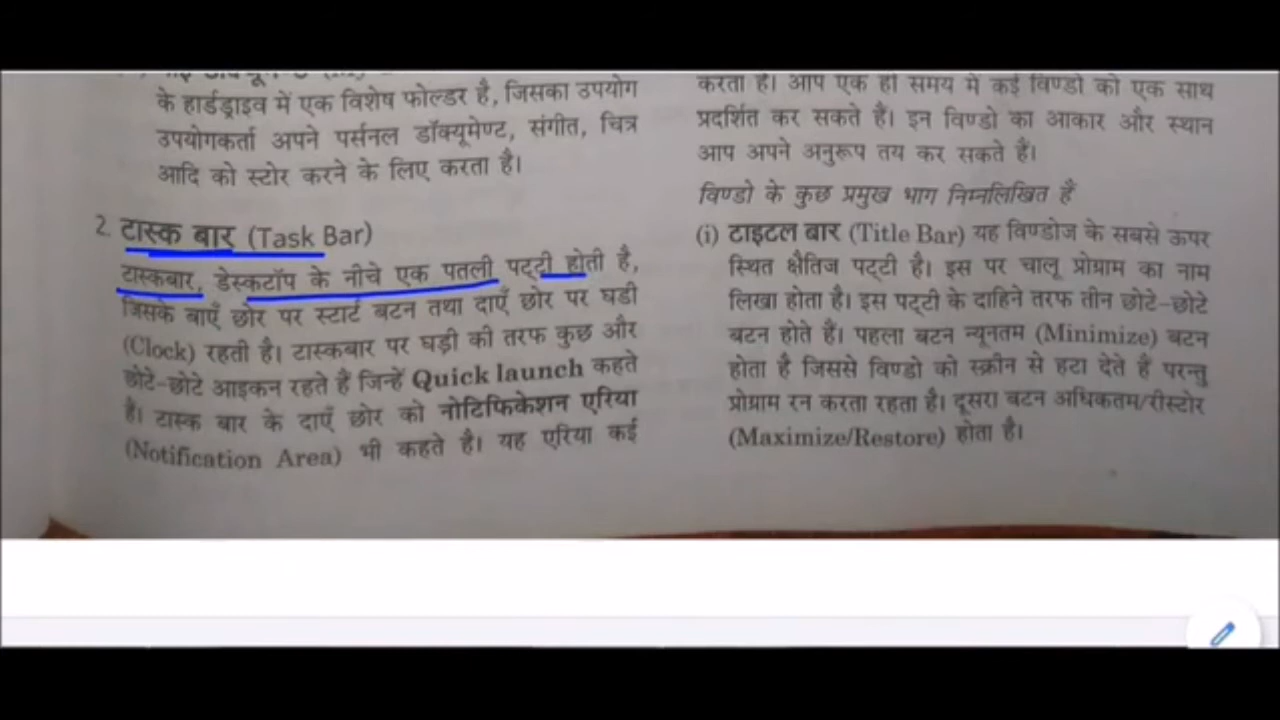 के हार्डड्राइव में एक विशेष फोल्डर है, जिसका उपयोग
उपयोगकर्ता अपने पर्सनल डॉक्यूमेण्ट, संगीत, चित्र
आदि को स्टोर करने के लिए करता है।
2. टास्क बार (Task Bar)
टास्कबार, डेस्कटॉप के नीचे एक पतली पट्टी होती है,
जिसके बाएँ छोर पर स्टार्ट बटन तथा दाएँ छोर पर घडी
(Clock) रहती है। टास्कबार पर घड़ी की तरफ कुछ और
छोटे-छोटे आइकन रहते हैं जिन्हें Quick launch कहते
है। टास्क बार के दाएँ छोर को नोटिफिकेशन एरिया
(Notification Area) भी कहते है। यह एरिया कई
करता है। आप एक ही समय में कई विण्डो को एक साथ
प्रदर्शित कर सकते हैं। इन विण्डो का आकार और स्थान
आप अपने अनुरूप तय कर सकते हैं।
विण्डो के कुछ प्रमुख भाग निम्नलिखित हैं
(i) टाइटल बार (Title Bar) यह विण्डोज के सबसे ऊपर
स्थित क्षैतिज पट्टी है। इस पर चालू प्रोग्राम का नाम
लिखा होता है। इस पट्टी के दाहिने तरफ तीन छोटे-छोटे
बटन होते हैं। पहला बटन न्यूनतम (Minimize) बटन
होता है जिससे विण्डो को स्क्रीन से हटा देते हैं परन्तु
प्रोग्राम रन करता रहता है। दूसरा बटन अधिकतम/रीस्टोर
(Maximize/Restore) होता है।